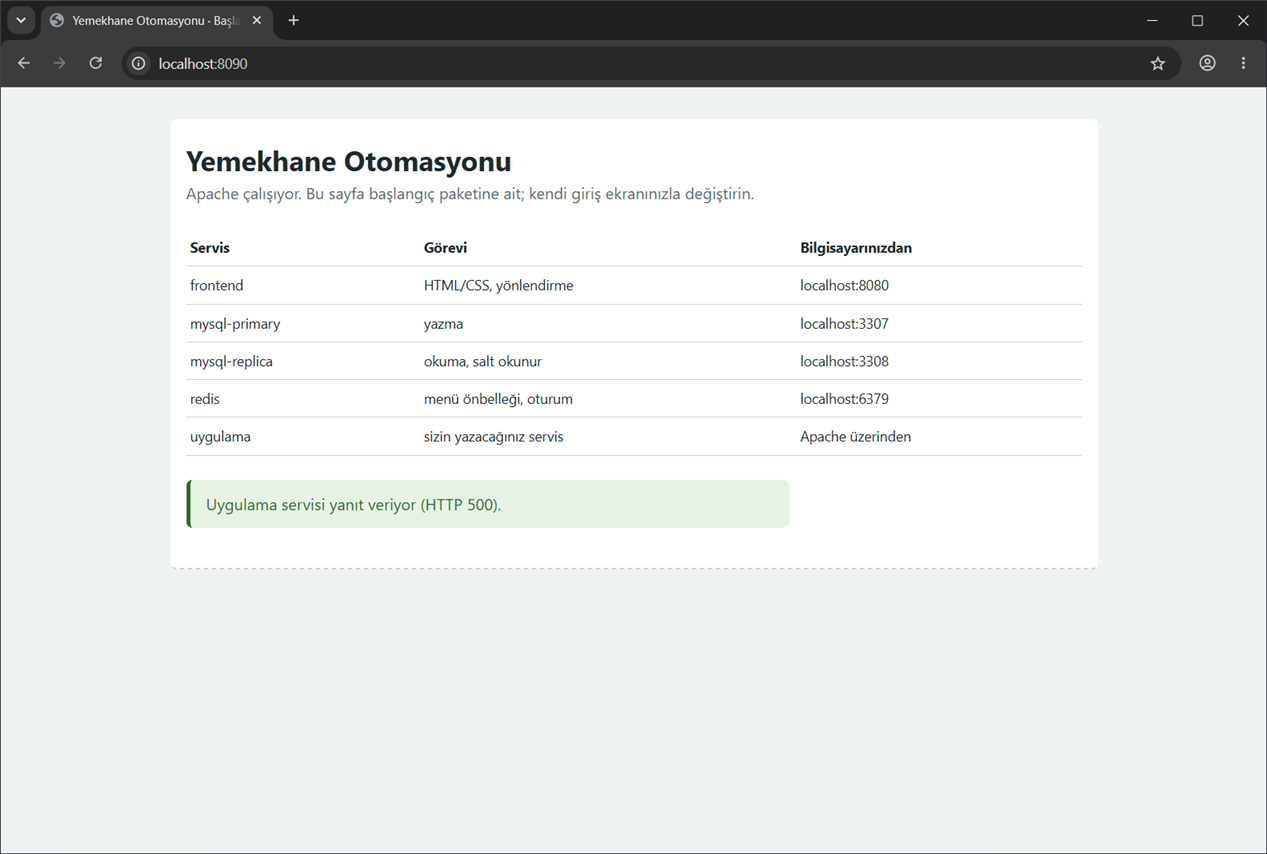 Yemekhane Otomasyonu · Başla
localhost:8090
Yemekhane Otomasyonu
Apache çalışıyor. Bu sayfa başlangıç paketine ait; kendi giriş ekranınızla değiştirin.
Servis Görevi Bilgisayarınızdan
frontend HTML/CSS, yönlendirme localhost:8080
mysql-primary yazma localhost:3307
mysql-replica okuma, salt okunur localhost:3308
redis menü önbelleği, oturum localhost:6379
uygulama sizin yazacağınız servis Apache üzerinden
Uygulama servisi yanıt veriyor (HTTP 500).